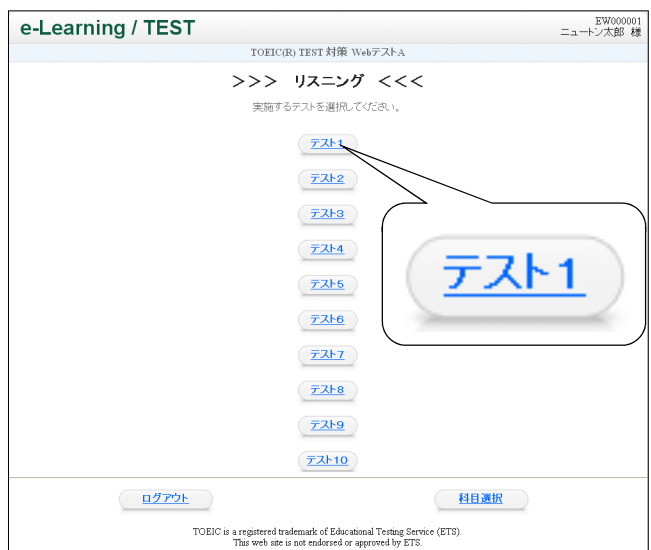 e-Learning / TEST
EW000001
ニュートン太郎 様
TOEIC(R) TEST 対策 WebテストA
>>> リスニング <<<
実施するテストを選択してください。
テスト1
テスト2
テスト3
テスト4
テスト5
テスト6
テスト7
テスト8
テスト9
テスト10
テスト1
ログアウト
科目選択
TOEIC is a registered trademark of Educational Testing Service (ETS).
This web site is not endorsed or approved by ETS.